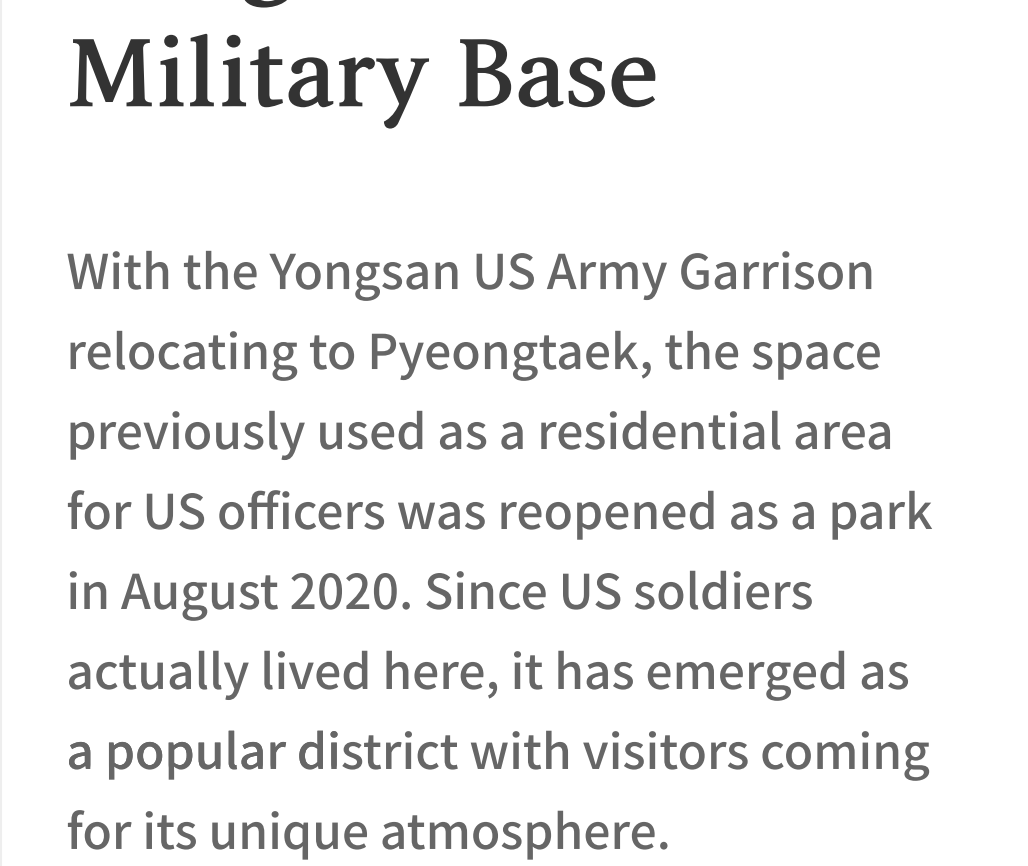 Military Base
With the Yongsan US Army Garrison
relocating to Pyeongtaek, the space
previously used as a residential area
for US officers was reopened as a park
in August 2020. Since US soldiers
actually lived here, it has emerged as
a popular district with visitors coming
for its unique atmosphere.